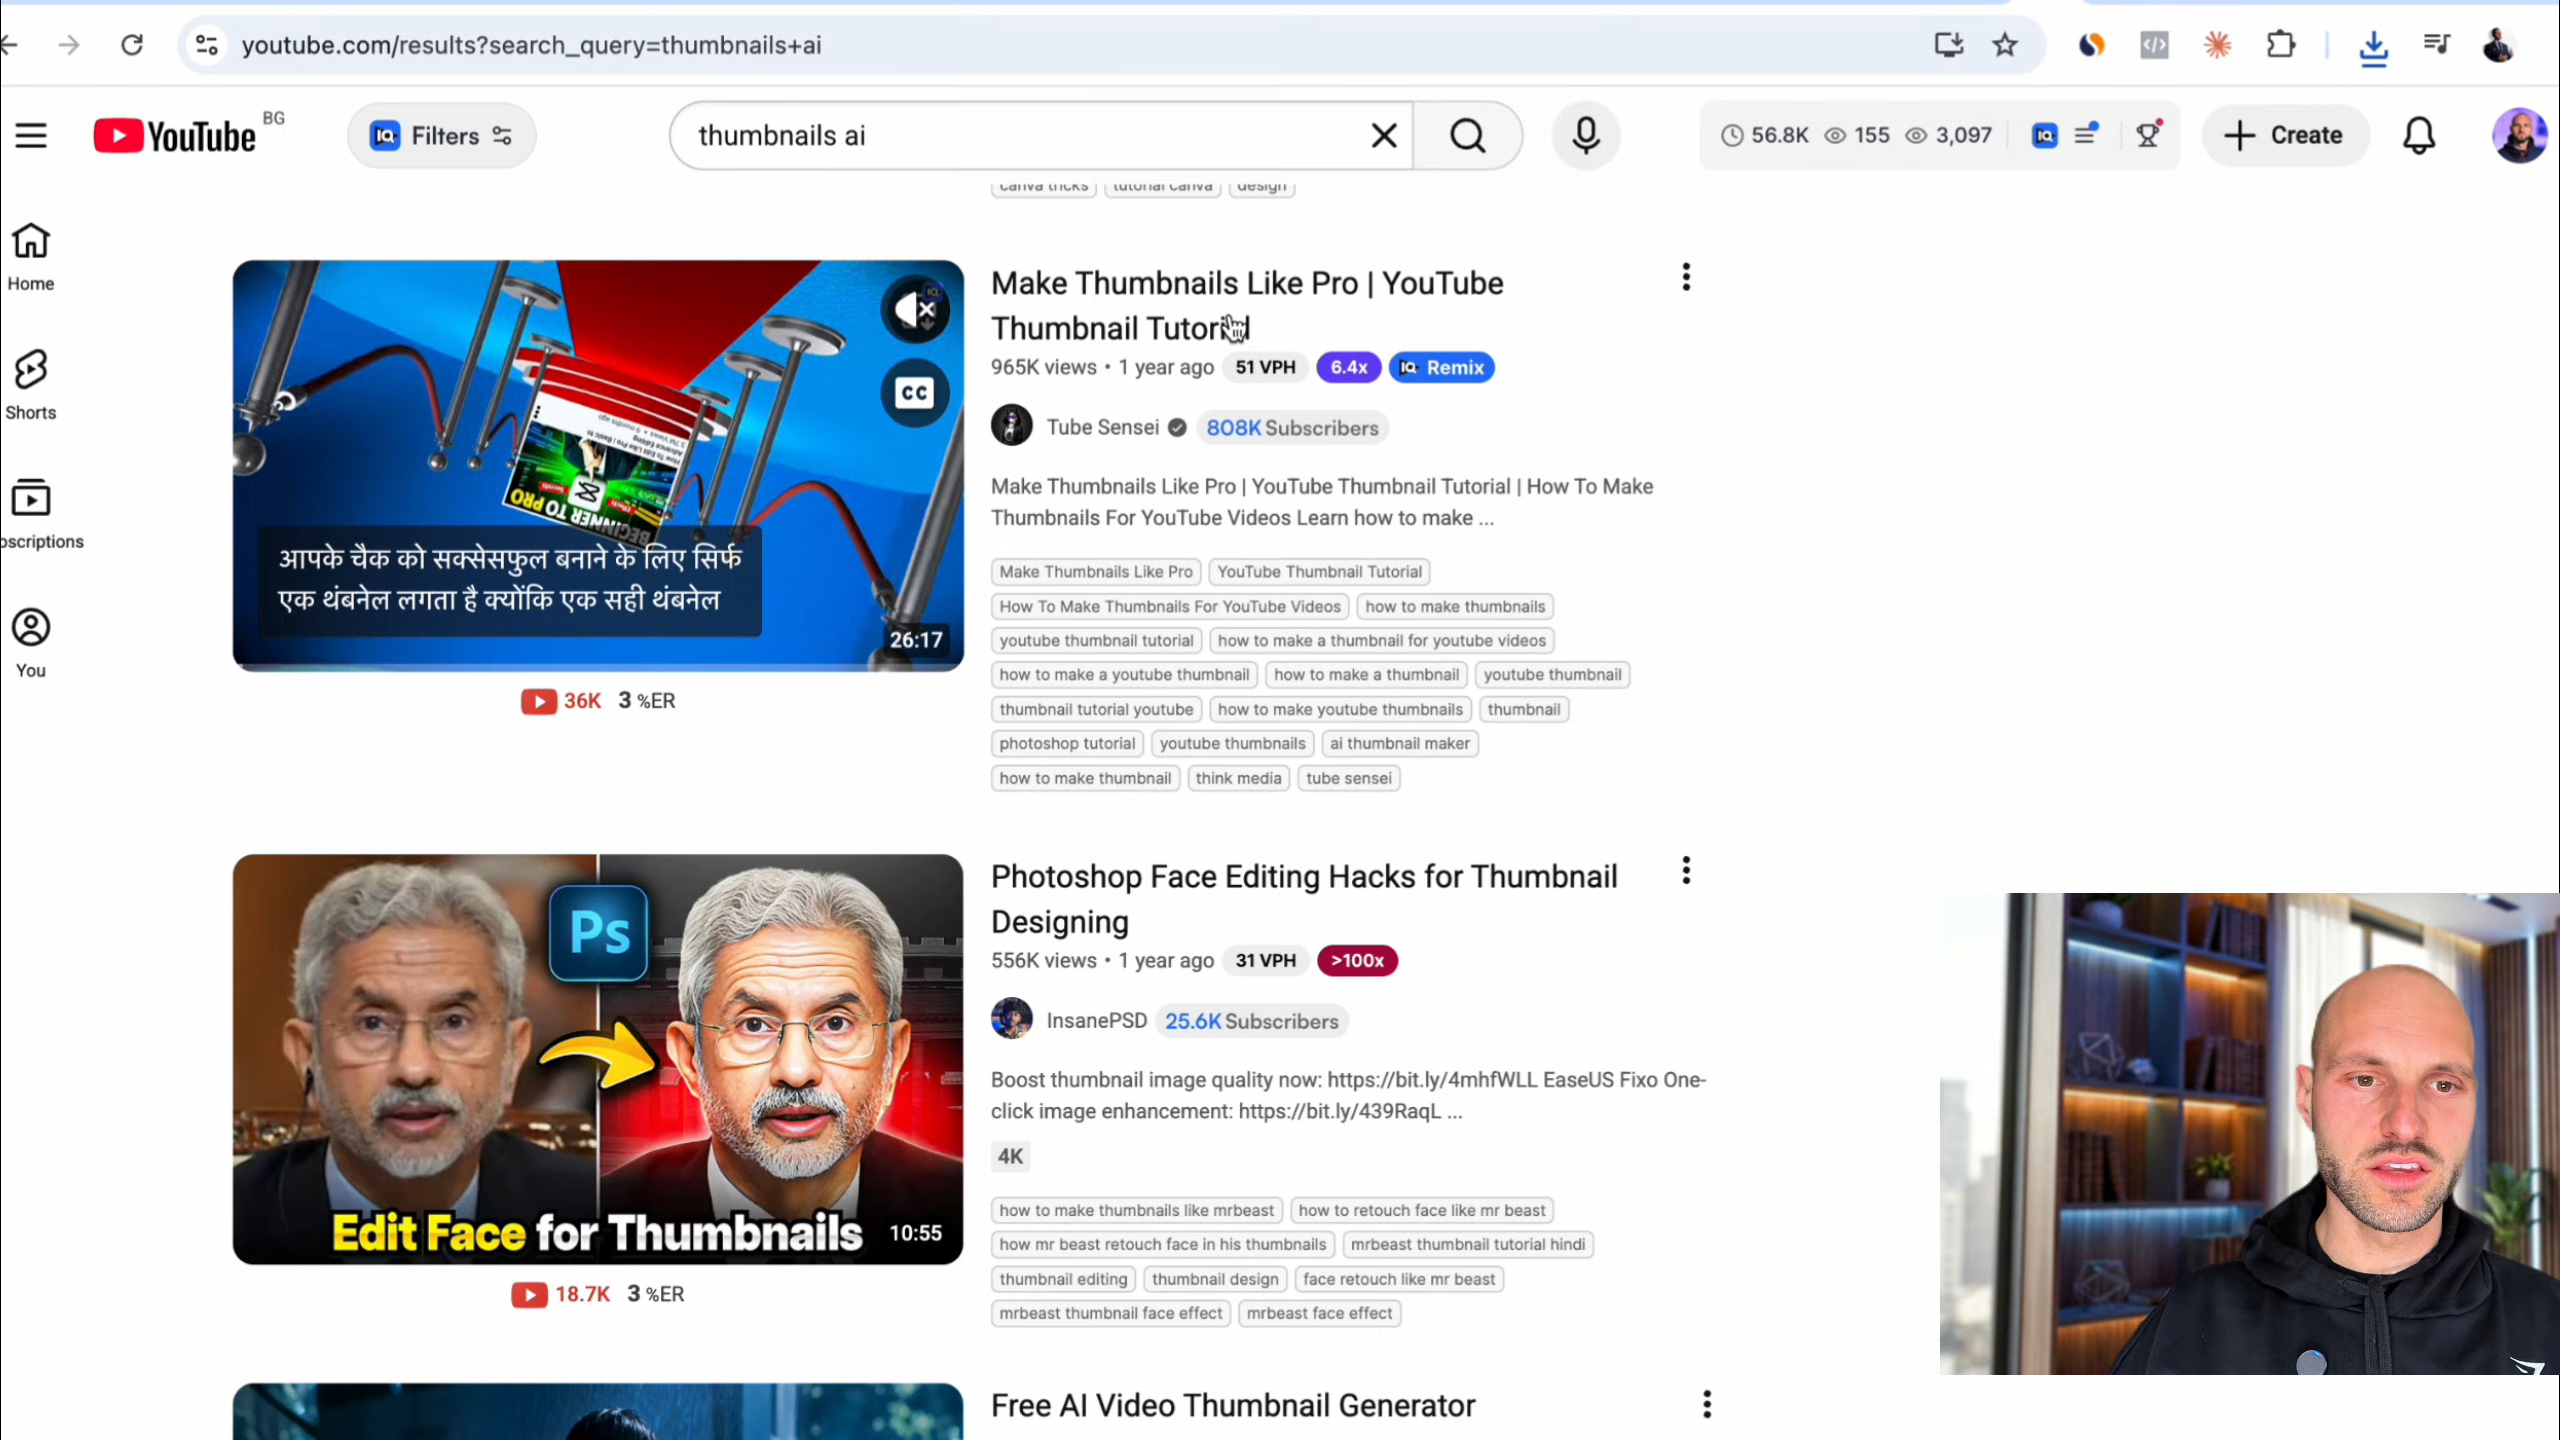 youtube.com/results?search_query=thumbnails+ai
YouTube BG
Filters
thumbnails ai
56.8K 155 3,097
Create
canva tricks tutorial canva design
Home
Shorts
oscriptions
You
आपके चैक को सक्सेसफुल बनाने के लिए सिर्फ
एक थंबनेल लगता है क्योंकि एक सही थंबनेल
CC
BEGINNER TO PRO
26:17
36K 3 %ER
Make Thumbnails Like Pro | YouTube
Thumbnail Tutorial
965K views • 1 year ago 51 VPH 6.4x Remix
Tube Sensei 808K Subscribers
Make Thumbnails Like Pro | YouTube Thumbnail Tutorial | How To Make
Thumbnails For YouTube Videos Learn how to make ...
Make Thumbnails Like Pro YouTube Thumbnail Tutorial
How To Make Thumbnails For YouTube Videos how to make thumbnails
youtube thumbnail tutorial how to make a thumbnail for youtube videos
how to make a youtube thumbnail how to make a thumbnail youtube thumbnail
thumbnail tutorial youtube how to make youtube thumbnails thumbnail
photoshop tutorial youtube thumbnails ai thumbnail maker
how to make thumbnail think media tube sensei
Ps
Edit Face for Thumbnails
10:55
18.7K 3 %ER
Photoshop Face Editing Hacks for Thumbnail
Designing
556K views • 1 year ago 31 VPH >100x
InsanePSD 25.6K Subscribers
Boost thumbnail image quality now: https://bit.ly/4mhfWLL EaseUS Fixo One-
click image enhancement: https://bit.ly/439RaqL ...
4K
how to make thumbnails like mrbeast how to retouch face like mr beast
how mr beast retouch face in his thumbnails mrbeast thumbnail tutorial hindi
thumbnail editing thumbnail design face retouch like mr beast
mrbeast thumbnail face effect mrbeast face effect
Free AI Video Thumbnail Generator